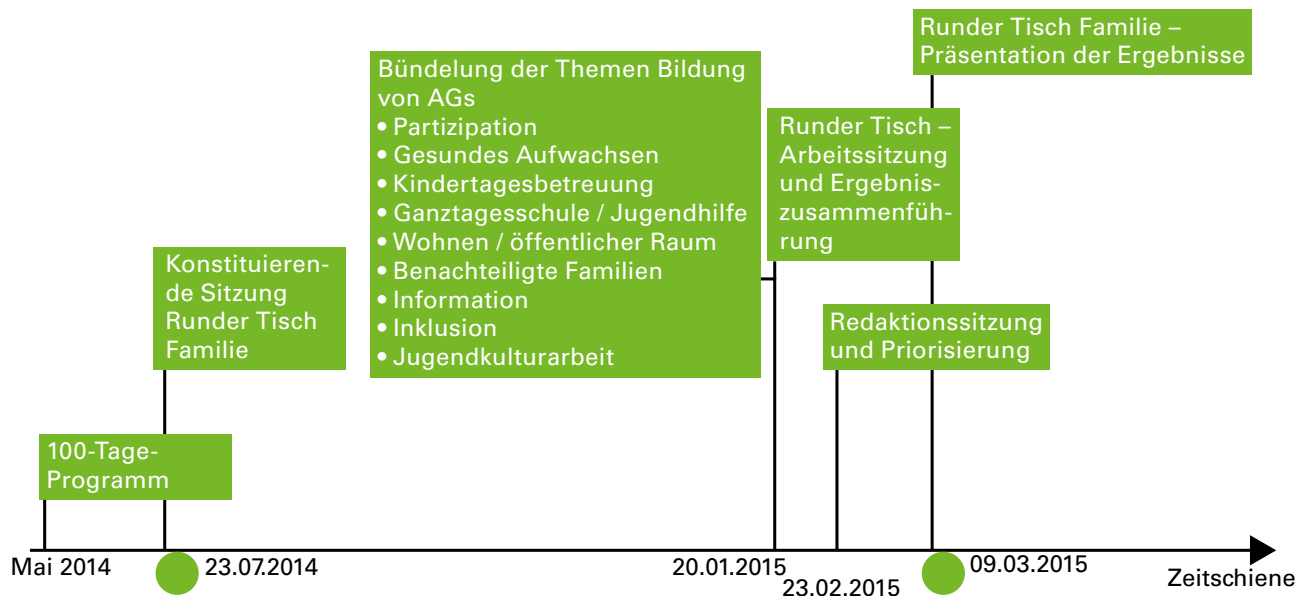 Runder Tisch Familie –
Präsentation der Ergebnisse
Bündelung der Themen Bildung
von AGs
• Partizipation
• Gesundes Aufwachsen
• Kindertagesbetreuung
• Ganztagesschule / Jugendhilfe
• Wohnen / öffentlicher Raum
• Benachteiligte Familien
• Information
• Inklusion
• Jugendkulturarbeit
Runder Tisch –
Arbeitssitzung
und Ergebnis-
zusammenfüh-
rung
Konstituieren-
de Sitzung
Runder Tisch
Familie
Redaktionssitzung
und Priorisierung
100-Tage-
Programm
Mai 2014
23.07.2014
20.01.2015
23.02.2015
09.03.2015
Zeitschiene